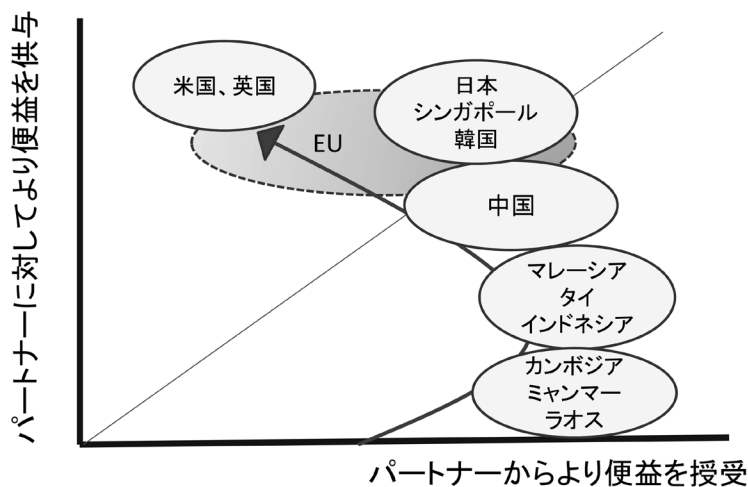 パートナーに対してより便益を供与
米国、英国
日本
シンガポール
韓国
EU
中国
マレーシア
タイ
インドネシア
カンボジア
ミャンマー
ラオス
パートナーからより便益を授受